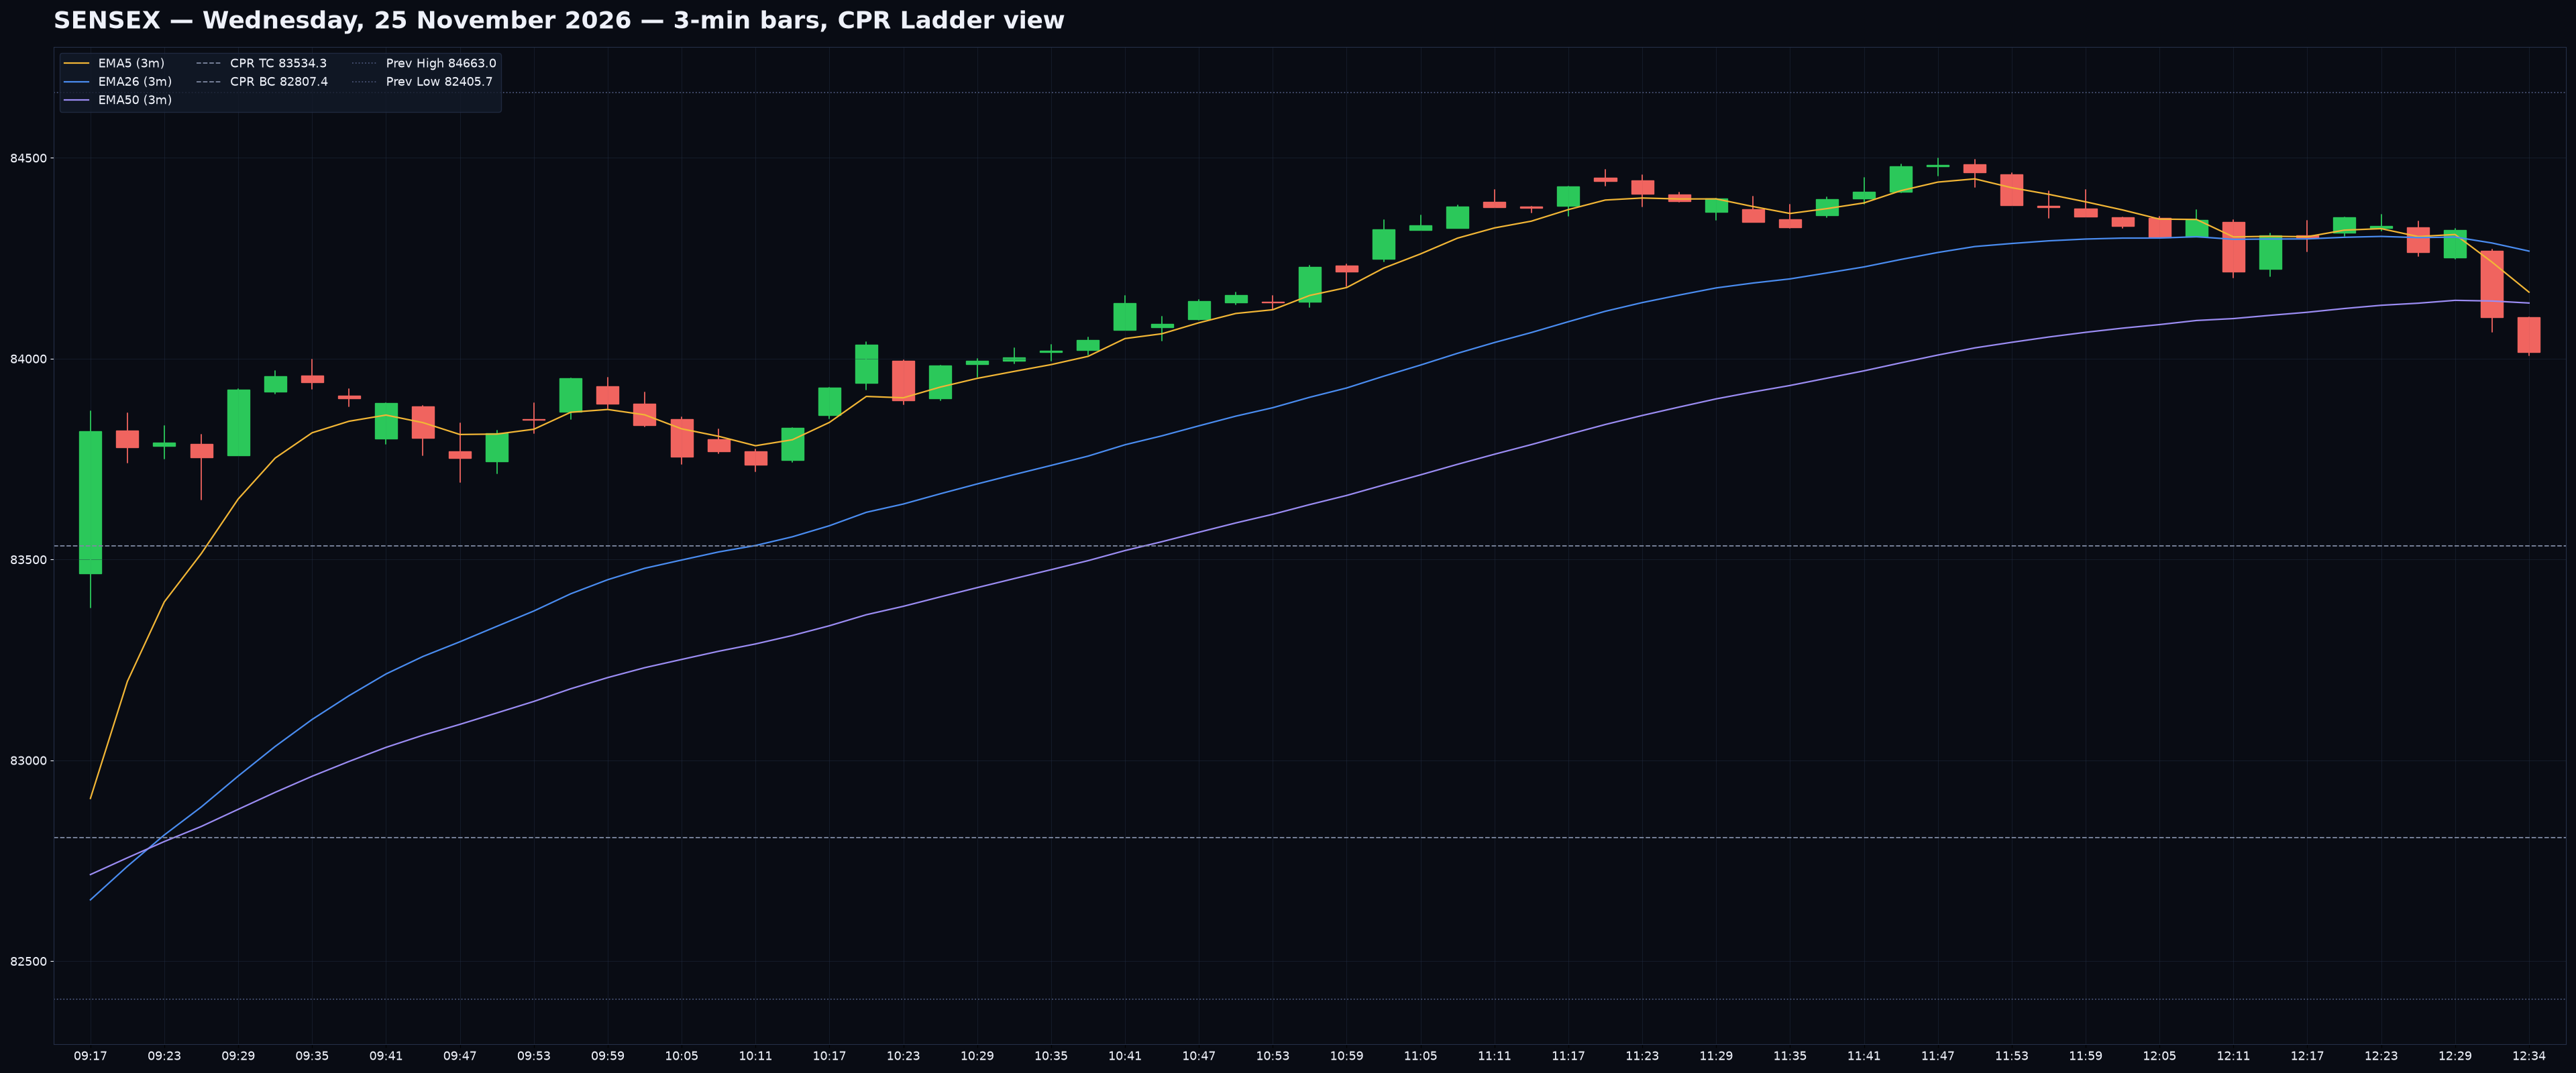 SENSEX — Wednesday, 25 November 2026 — 3-min bars, CPR Ladder view
EMA5 (3m) CPR TC 83534.3 Prev High 84663.0
EMA26 (3m) CPR BC 82807.4 Prev Low 82405.7
EMA50 (3m)
84500
84000
83500
83000
82500
09:17 09:23 09:29 09:35 09:41 09:47 09:53 09:59 10:05 10:11 10:17 10:23 10:29 10:35 10:41 10:47 10:53 10:59 11:05 11:11 11:17 11:23 11:29 11:35 11:41 11:47 11:53 11:59 12:05 12:11 12:17 12:23 12:29 12:34